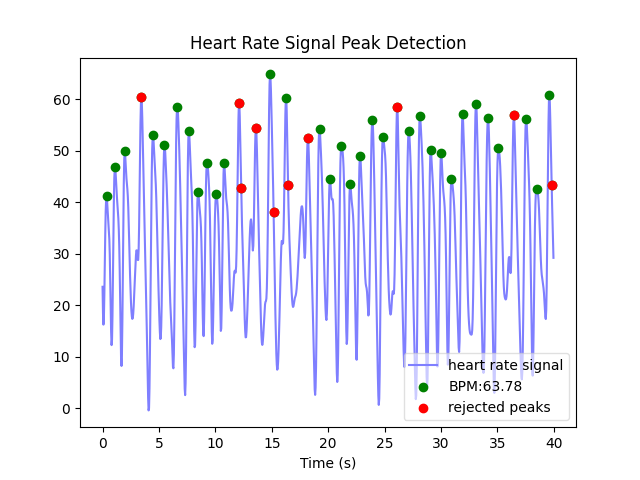 Heart Rate Signal Peak Detection
60
50
40
30
20
10
0
0 5 10 15 20 25 30 35 40
Time (s)
heart rate signal
BPM:63.78
rejected peaks